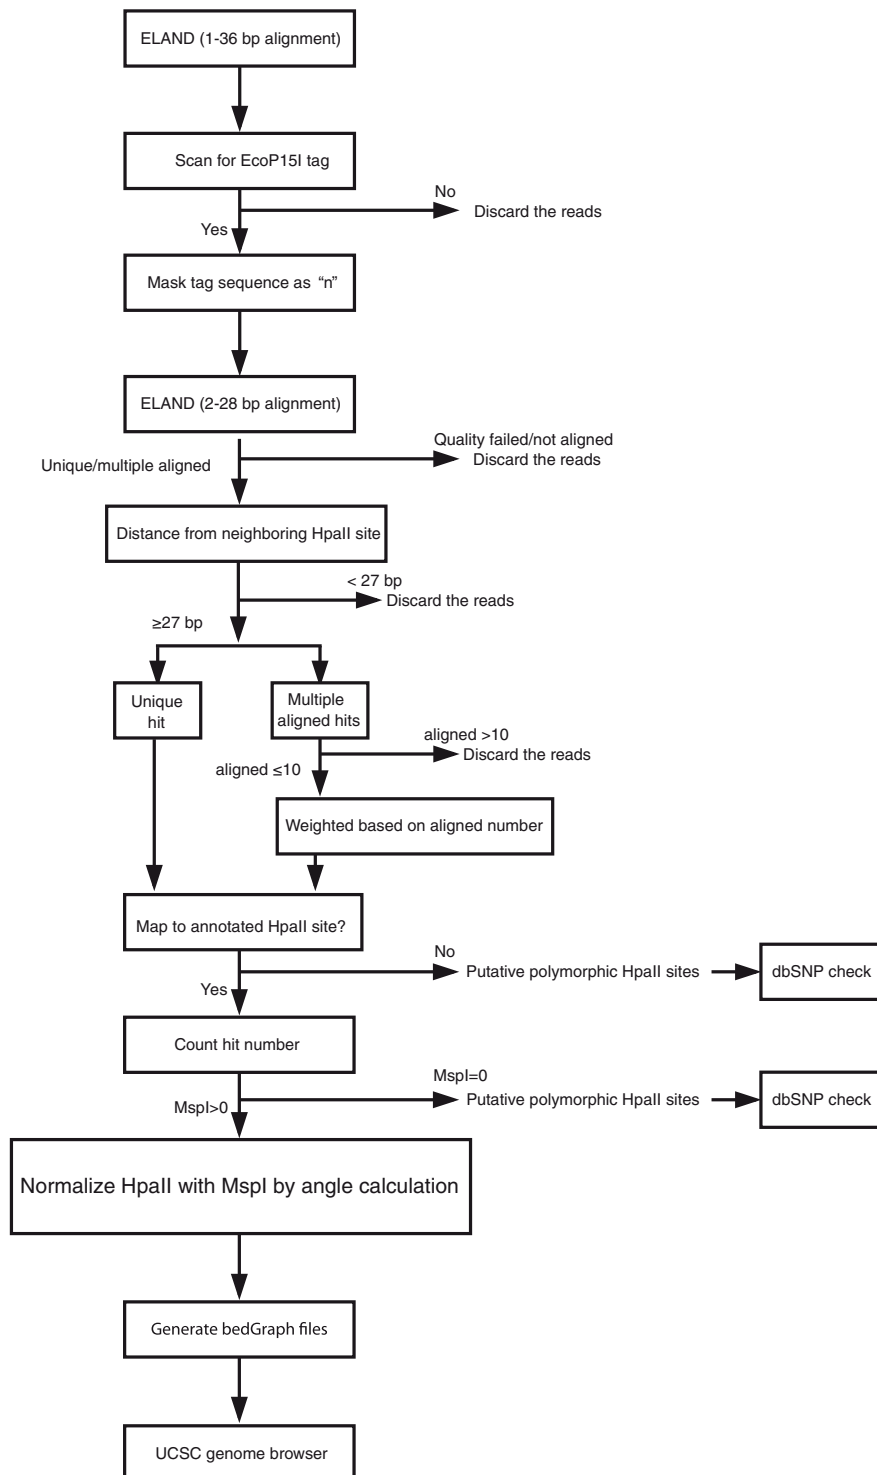 ELAND (1-36 bp alignment)
Scan for EcoP15I tag
No
Discard the reads
Yes
Mask tag sequence as “n”
ELAND (2-28 bp alignment)
Quality failed/not aligned
Discard the reads
Unique/multiple aligned
Distance from neighboring HpaII site
< 27 bp
Discard the reads
≥27 bp
Unique
hit
Multiple
aligned hits
aligned >10
Discard the reads
aligned ≤10
Weighted based on aligned number
Map to annotated HpaII site?
No
Putative polymorphic HpaII sites
dbSNP check
Yes
Count hit number
MspI=0
Putative polymorphic HpaII sites
dbSNP check
MspI>0
Normalize HpaII with MspI by angle calculation
Generate bedGraph files
UCSC genome browser